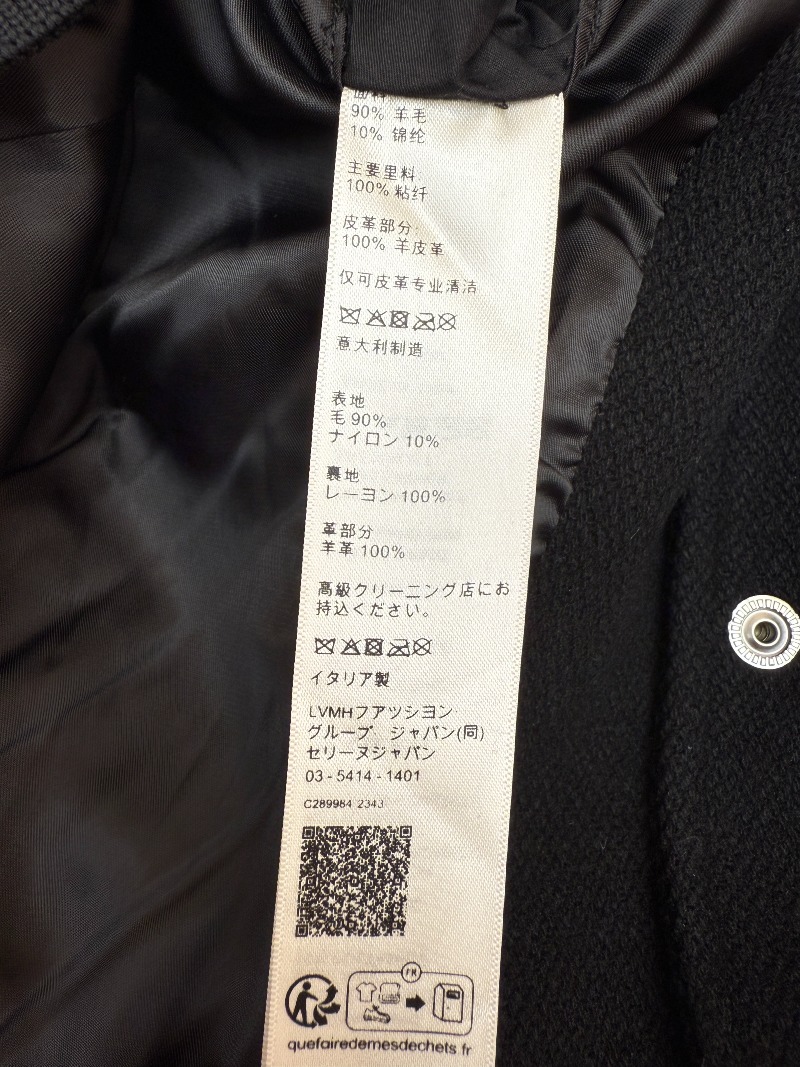 面料
90% 羊毛
10% 锦纶
主要里料
100% 粘纤
皮革部分:
100% 羊皮革
仅可皮革专业清洁
意大利制造
表地
毛 90%
ナイロン 10%
裏地
レーヨン 100%
革部分
羊革 100%
高級クリーニング店にお
持込ください。
イタリア製
LVMHフアツシヨン
グループ ジャパン(同)
セリーヌジャパン
03 - 5414 - 1401
C289984 2343
FR
quefairedemesdechets.fr